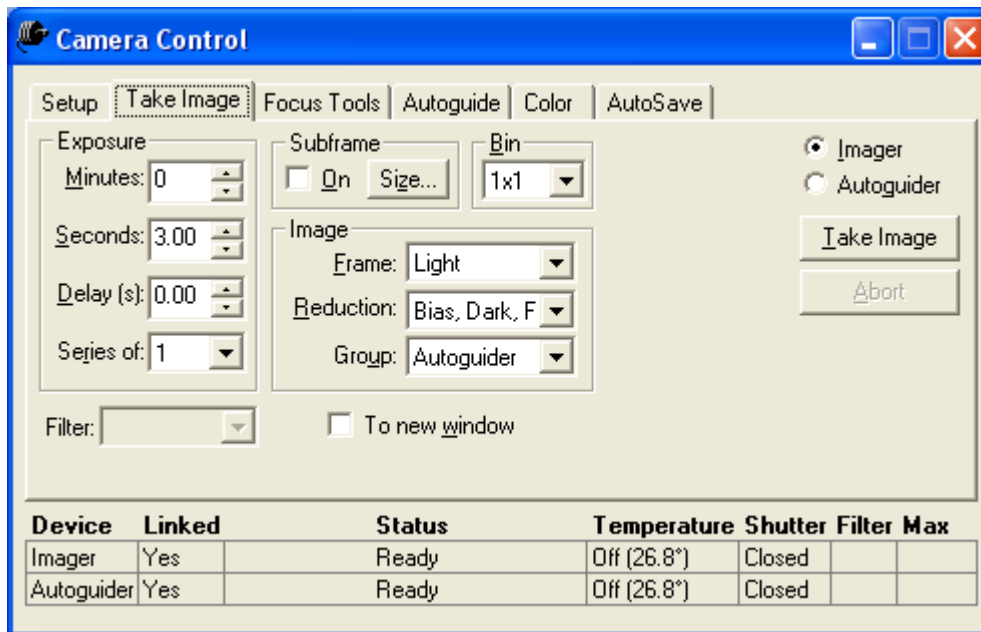 Camera Control
Setup Take Image Focus Tools Autoguide Color AutoSave
Exposure
Minutes: 0
Seconds: 3.00
Delay (s): 0.00
Series of: 1
Subframe
On Size...
Bin
1x1
Image
Frame: Light
Reduction: Bias, Dark, F
Group: Autoguider
Imager
Autoguider
Take Image
Abort
Filter:
To new window
Device Linked Status Temperature Shutter Filter Max
Imager Yes Ready Off (26.8°) Closed
Autoguider Yes Ready Off (26.8°) Closed